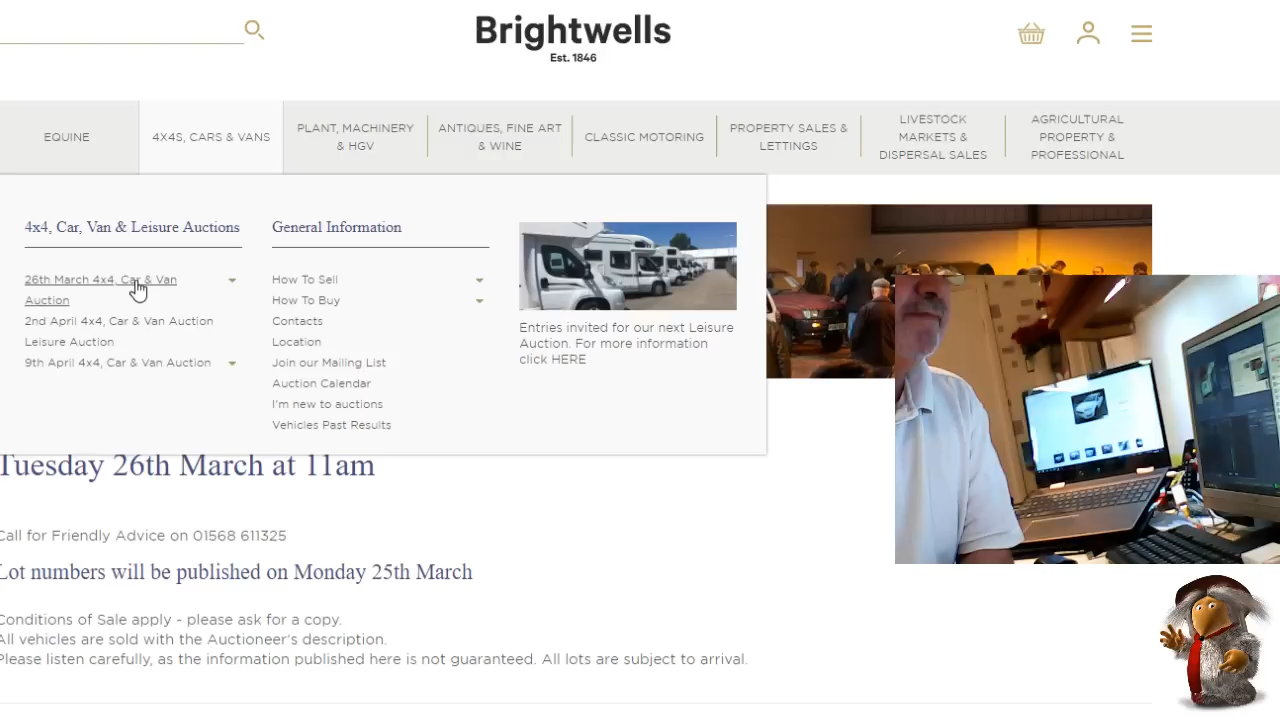 Brightwells
Est. 1846
EQUINE
4X4S, CARS & VANS
PLANT, MACHINERY
& HGV
ANTIQUES, FINE ART
& WINE
CLASSIC MOTORING
PROPERTY SALES &
LETTINGS
LIVESTOCK
MARKETS &
DISPERSAL SALES
AGRICULTURAL
PROPERTY &
PROFESSIONAL
4x4, Car, Van & Leisure Auctions
26th March 4x4, Car & Van
Auction
2nd April 4x4, Car & Van Auction
Leisure Auction
9th April 4x4, Car & Van Auction
General Information
How To Sell
How To Buy
Contacts
Location
Join our Mailing List
Auction Calendar
I'm new to auctions
Vehicles Past Results
Entries invited for our next Leisure
Auction. For more information
click HERE
Tuesday 26th March at 11am
Call for Friendly Advice on 01568 611325
Lot numbers will be published on Monday 25th March
Conditions of Sale apply - please ask for a copy.
All vehicles are sold with the Auctioneer's description.
Please listen carefully, as the information published here is not guaranteed. All lots are subject to arrival.